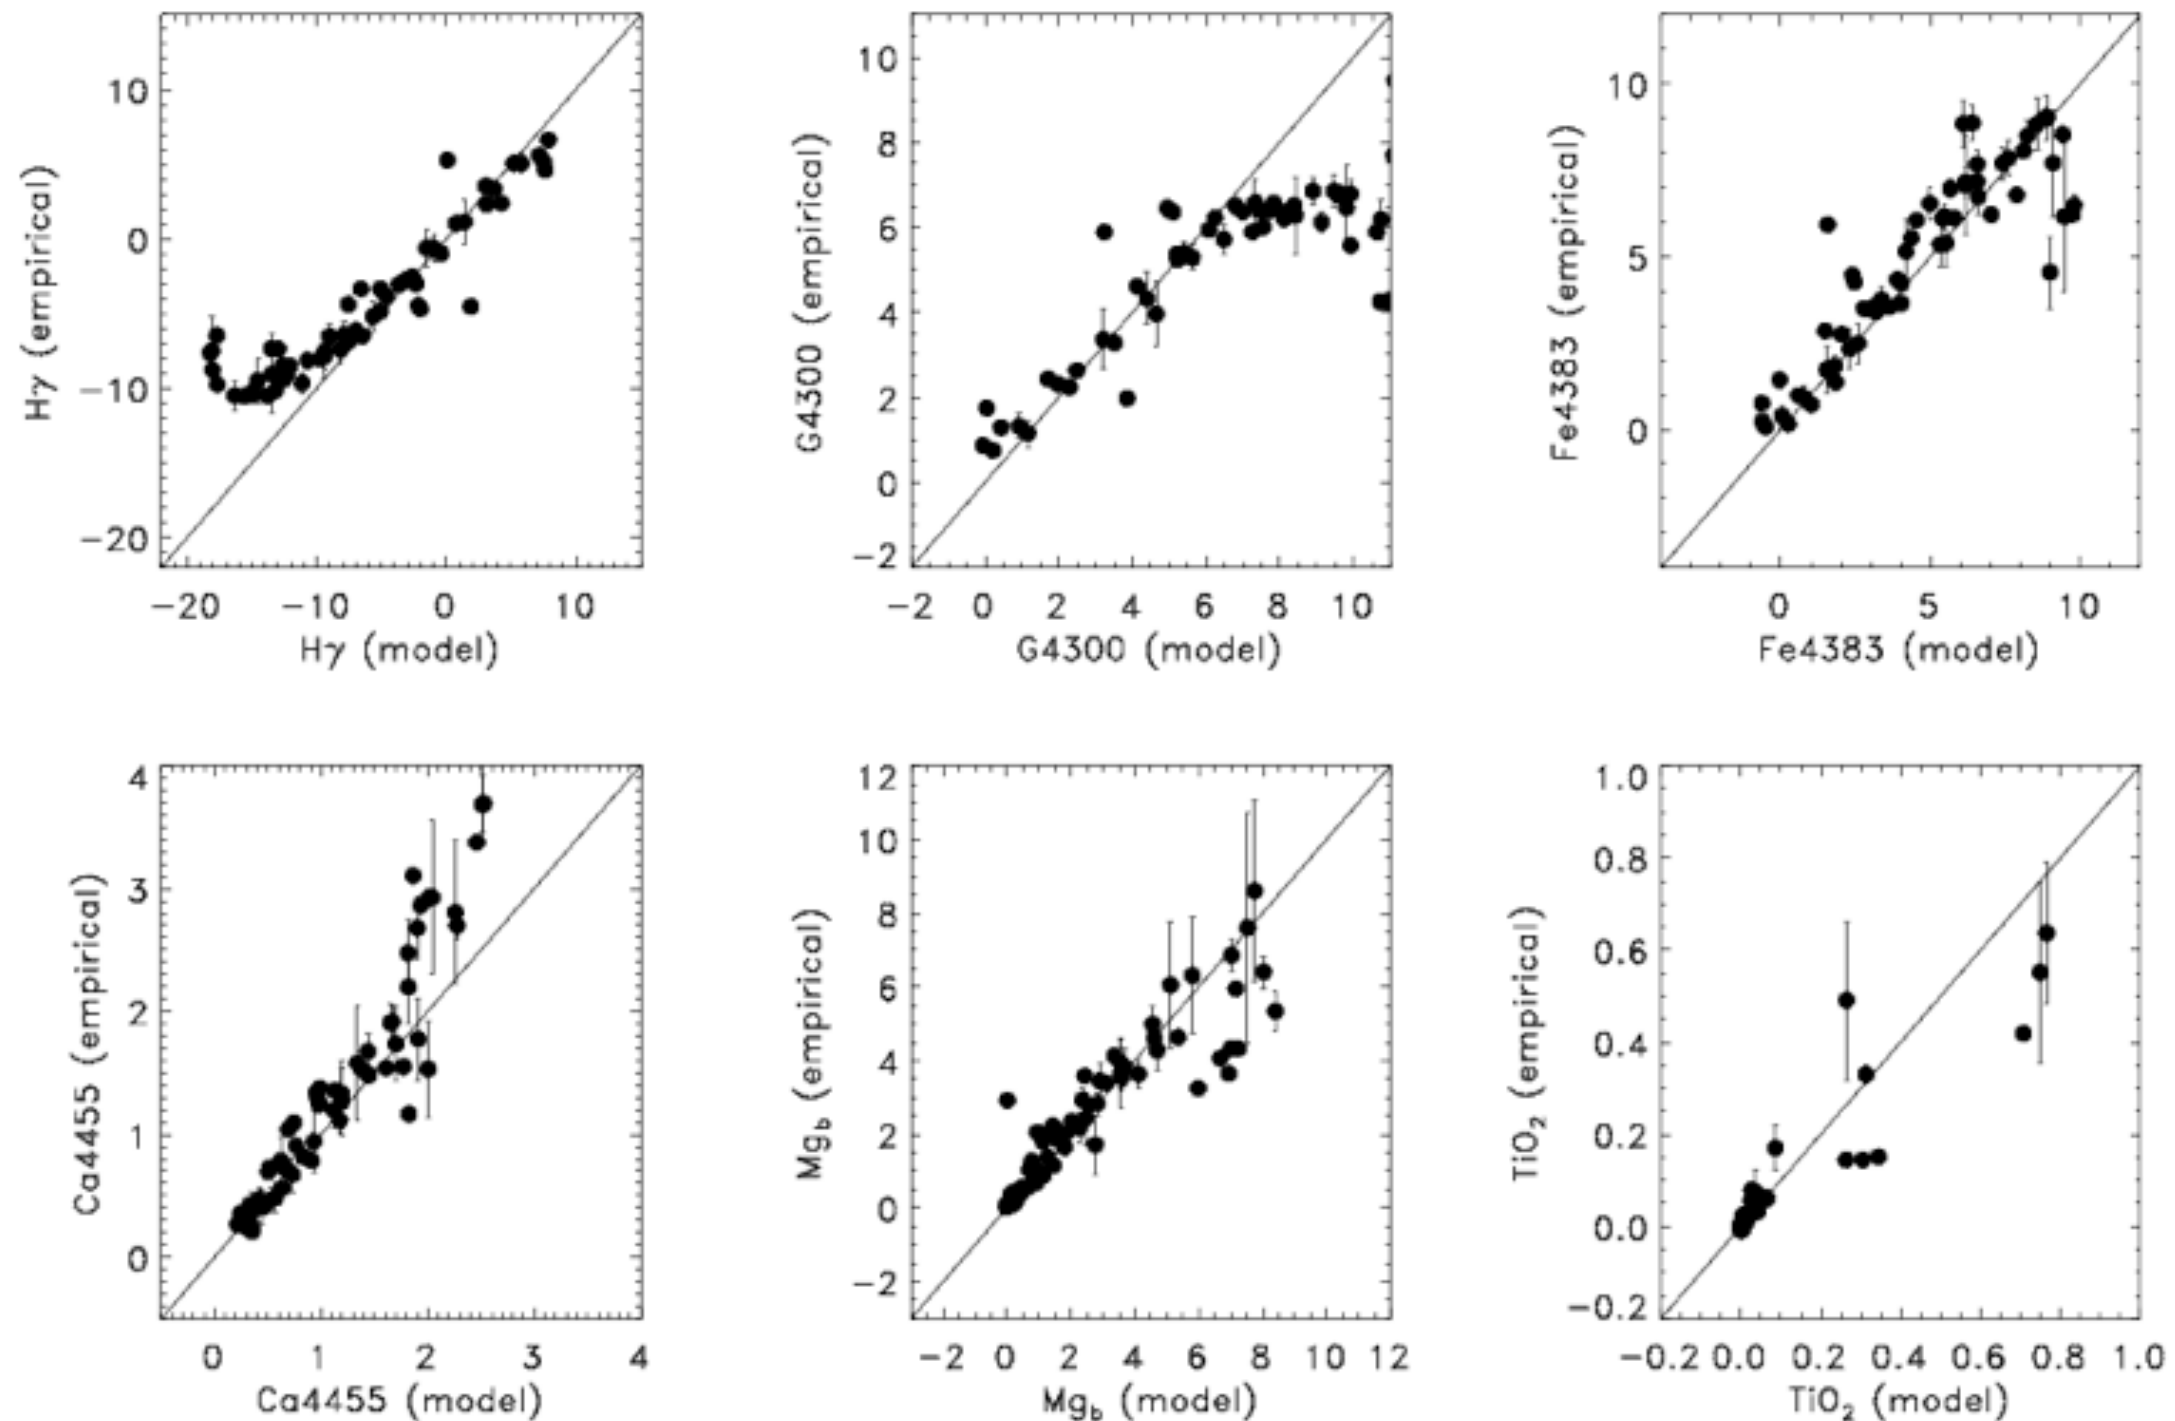 10
0
−10
−20
Hγ (empirical)
−20 −10 0 10
Hγ (model)
10
8
6
4
2
0
−2
G4300 (empirical)
−2 0 2 4 6 8 10
G4300 (model)
10
5
0
Fe4383 (empirical)
0 5 10
Fe4383 (model)
4
3
2
1
0
Ca4455 (empirical)
0 1 2 3 4
Ca4455 (model)
12
10
8
6
4
2
0
−2
Mg_b (empirical)
−2 0 2 4 6 8 10 12
Mg_b (model)
1.0
0.8
0.6
0.4
0.2
0.0
−0.2
TiO₂ (empirical)
−0.2 0.0 0.2 0.4 0.6 0.8 1.0
TiO₂ (model)